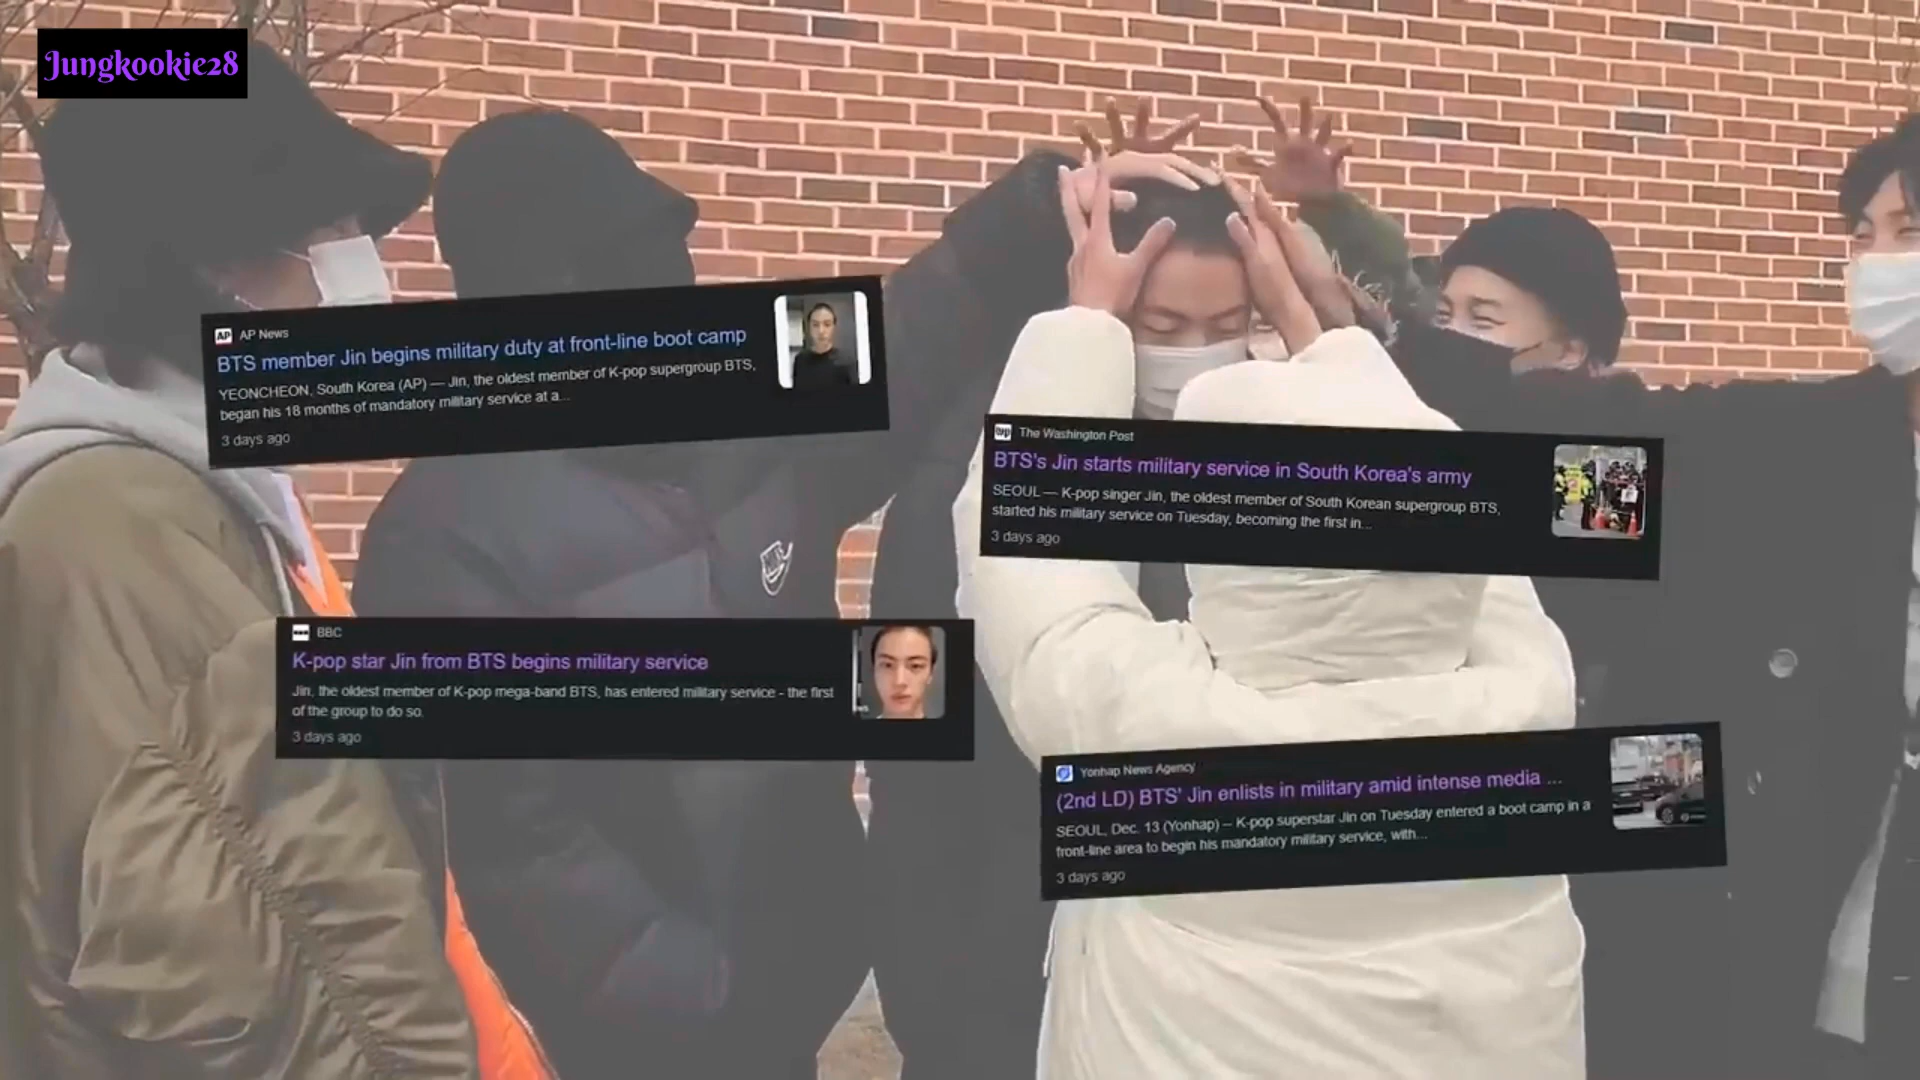 Jungkookie28
AP AP News
BTS member Jin begins military duty at front-line boot camp
YEONCHEON, South Korea (AP) — Jin, the oldest member of K-pop supergroup BTS,
began his 18 months of mandatory military service at a...
3 days ago
wp The Washington Post
BTS's Jin starts military service in South Korea's army
SEOUL — K-pop singer Jin, the oldest member of South Korean supergroup BTS,
started his military service on Tuesday, becoming the first in...
3 days ago
BBC
K-pop star Jin from BTS begins military service
Jin, the oldest member of K-pop mega-band BTS, has entered military service - the first
of the group to do so.
3 days ago
Yonhap News Agency
(2nd LD) BTS' Jin enlists in military amid intense media ...
SEOUL, Dec. 13 (Yonhap) – K-pop superstar Jin on Tuesday entered a boot camp in a
front-line area to begin his mandatory military service, with...
3 days ago